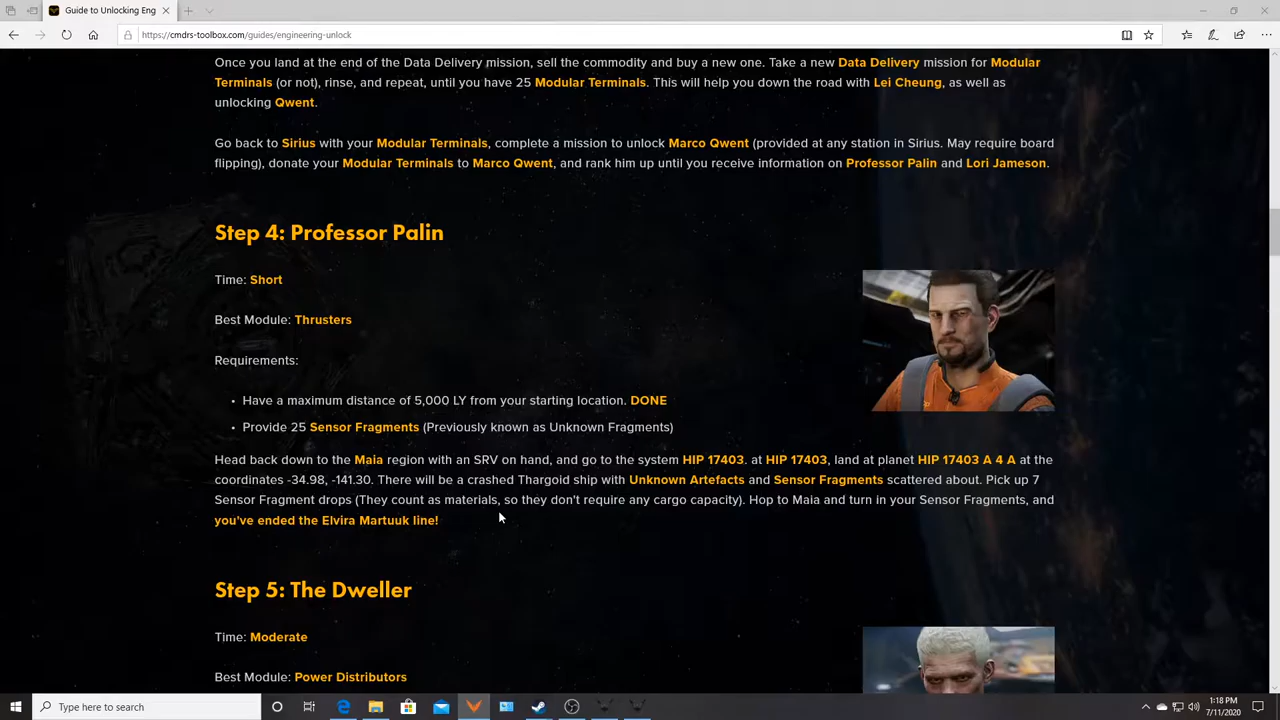 Guide to Unlocking Eng
https://cmdrs-toolbox.com/guides/engineering-unlock
Once you land at the end of the Data Delivery mission, sell the commodity and buy a new one. Take a new Data Delivery mission for Modular
Terminals (or not), rinse, and repeat, until you have 25 Modular Terminals. This will help you down the road with Lei Cheung, as well as
unlocking Qwent.
Go back to Sirius with your Modular Terminals, complete a mission to unlock Marco Qwent (provided at any station in Sirius. May require board
flipping), donate your Modular Terminals to Marco Qwent, and rank him up until you receive information on Professor Palin and Lori Jameson.
Step 4: Professor Palin
Time: Short
Best Module: Thrusters
Requirements:
• Have a maximum distance of 5,000 LY from your starting location. DONE
• Provide 25 Sensor Fragments (Previously known as Unknown Fragments)
Head back down to the Maia region with an SRV on hand, and go to the system HIP 17403. at HIP 17403, land at planet HIP 17403 A 4 A at the
coordinates -34.98, -141.30. There will be a crashed Thargoid ship with Unknown Artefacts and Sensor Fragments scattered about. Pick up 7
Sensor Fragment drops (They count as materials, so they don't require any cargo capacity). Hop to Maia and turn in your Sensor Fragments, and
you've ended the Elvira Martuuk line!
Step 5: The Dweller
Time: Moderate
Best Module: Power Distributors
Type here to search
1:18 PM
7/11/2020